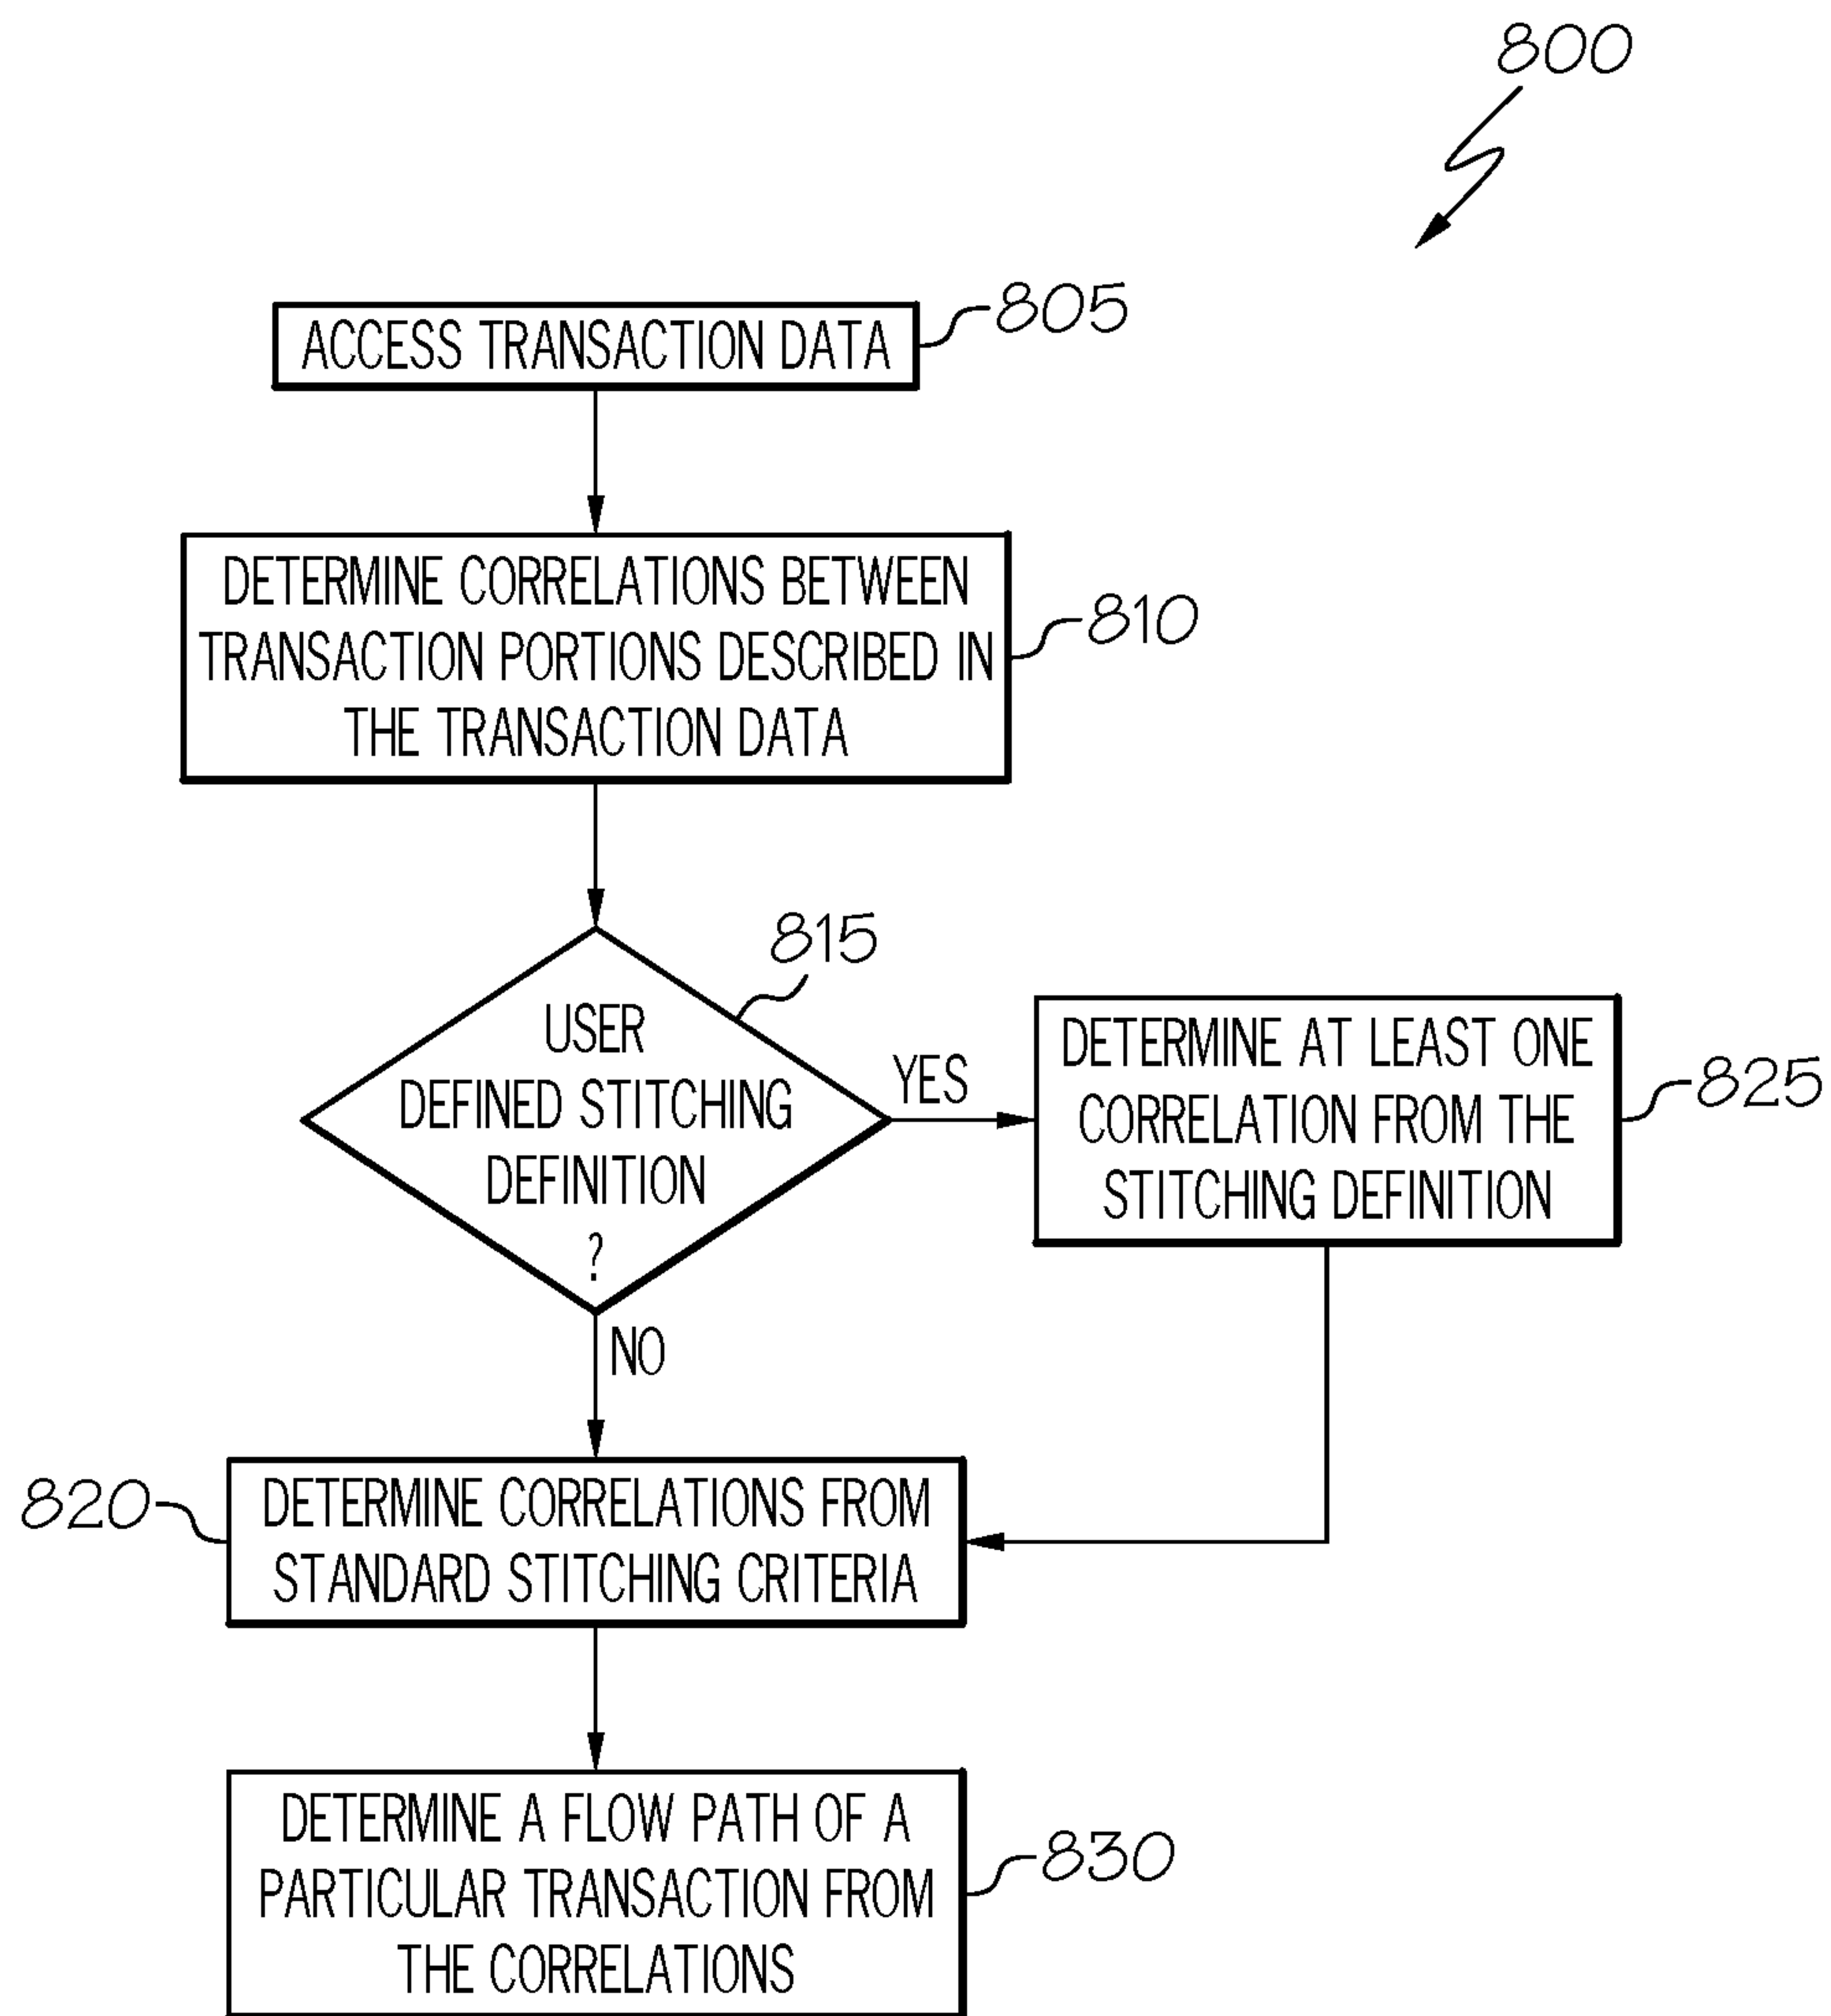 800
ACCESS TRANSACTION DATA
805
DETERMINE CORRELATIONS BETWEEN
TRANSACTION PORTIONS DESCRIBED IN
THE TRANSACTION DATA
810
815
USER
DEFINED STITCHING
DEFINITION
?
YES
DETERMINE AT LEAST ONE
CORRELATION FROM THE
STITCHING DEFINITION
825
NO
820
DETERMINE CORRELATIONS FROM
STANDARD STITCHING CRITERIA
DETERMINE A FLOW PATH OF A
PARTICULAR TRANSACTION FROM
THE CORRELATIONS
830